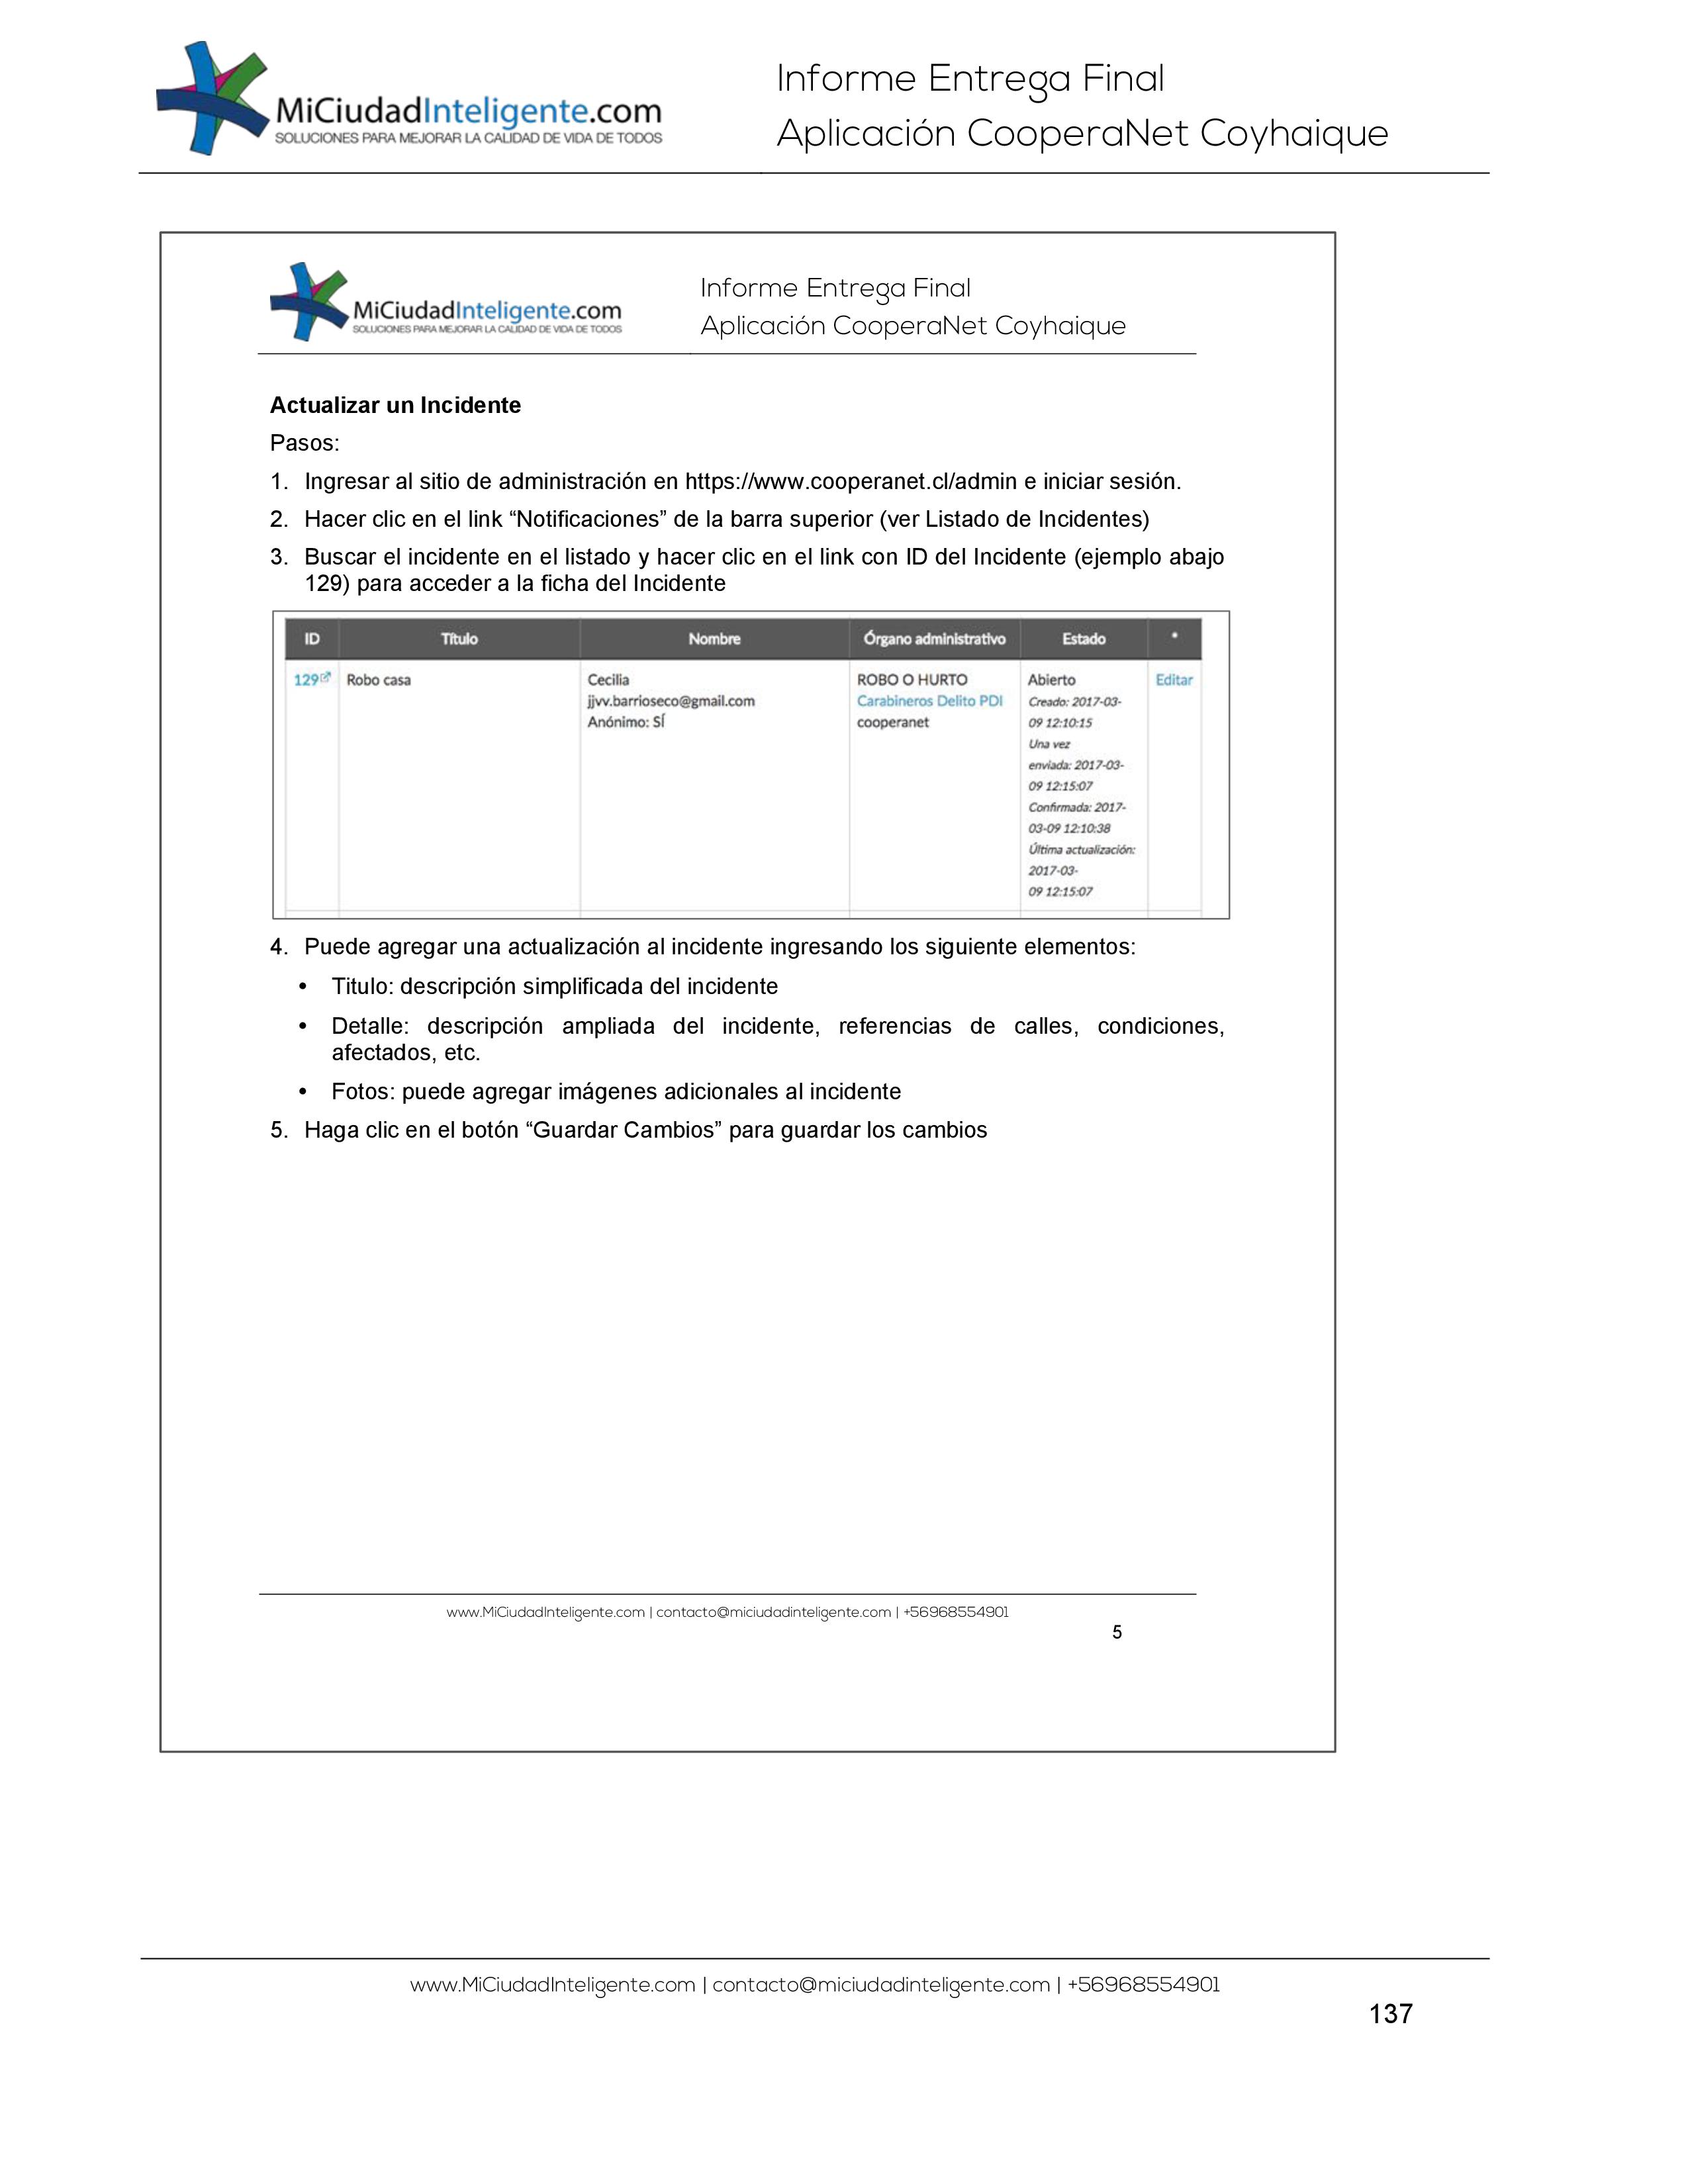 MiCiudadInteligente.com
SOLUCIONES PARA MEJORAR LA CALIDAD DE VIDA DE TODOS
Informe Entrega Final
Aplicación CooperaNet Coyhaique
MiCiudadInteligente.com
SOLUCIONES PARA MEJORAR LA CALIDAD DE VIDA DE TODOS
Informe Entrega Final
Aplicación CooperaNet Coyhaique
Actualizar un Incidente
Pasos:
1. Ingresar al sitio de administración en https://www.cooperanet.cl/admin e iniciar sesión.
2. Hacer clic en el link “Notificaciones” de la barra superior (ver Listado de Incidentes)
3. Buscar el incidente en el listado y hacer clic en el link con ID del Incidente (ejemplo abajo
129) para acceder a la ficha del Incidente
ID Título Nombre Órgano administrativo Estado *
129 Robo casa Cecilia ROBO O HURTO Abierto Editar
jjvv.barrioseco@gmail.com Carabineros Delito PDI Creado: 2017-03-
Anónimo: SÍ cooperanet 09 12:10:15
Una vez
enviada: 2017-03-
09 12:15:07
Confirmada: 2017-
03-09 12:10:38
Última actualización:
2017-03-
09 12:15:07
4. Puede agregar una actualización al incidente ingresando los siguiente elementos:
• Titulo: descripción simplificada del incidente
• Detalle: descripción ampliada del incidente, referencias de calles, condiciones,
afectados, etc.
• Fotos: puede agregar imágenes adicionales al incidente
5. Haga clic en el botón “Guardar Cambios” para guardar los cambios
www.MiCiudadInteligente.com | contacto@miciudadinteligente.com | +56968554901
5
www.MiCiudadInteligente.com | contacto@miciudadinteligente.com | +56968554901
137